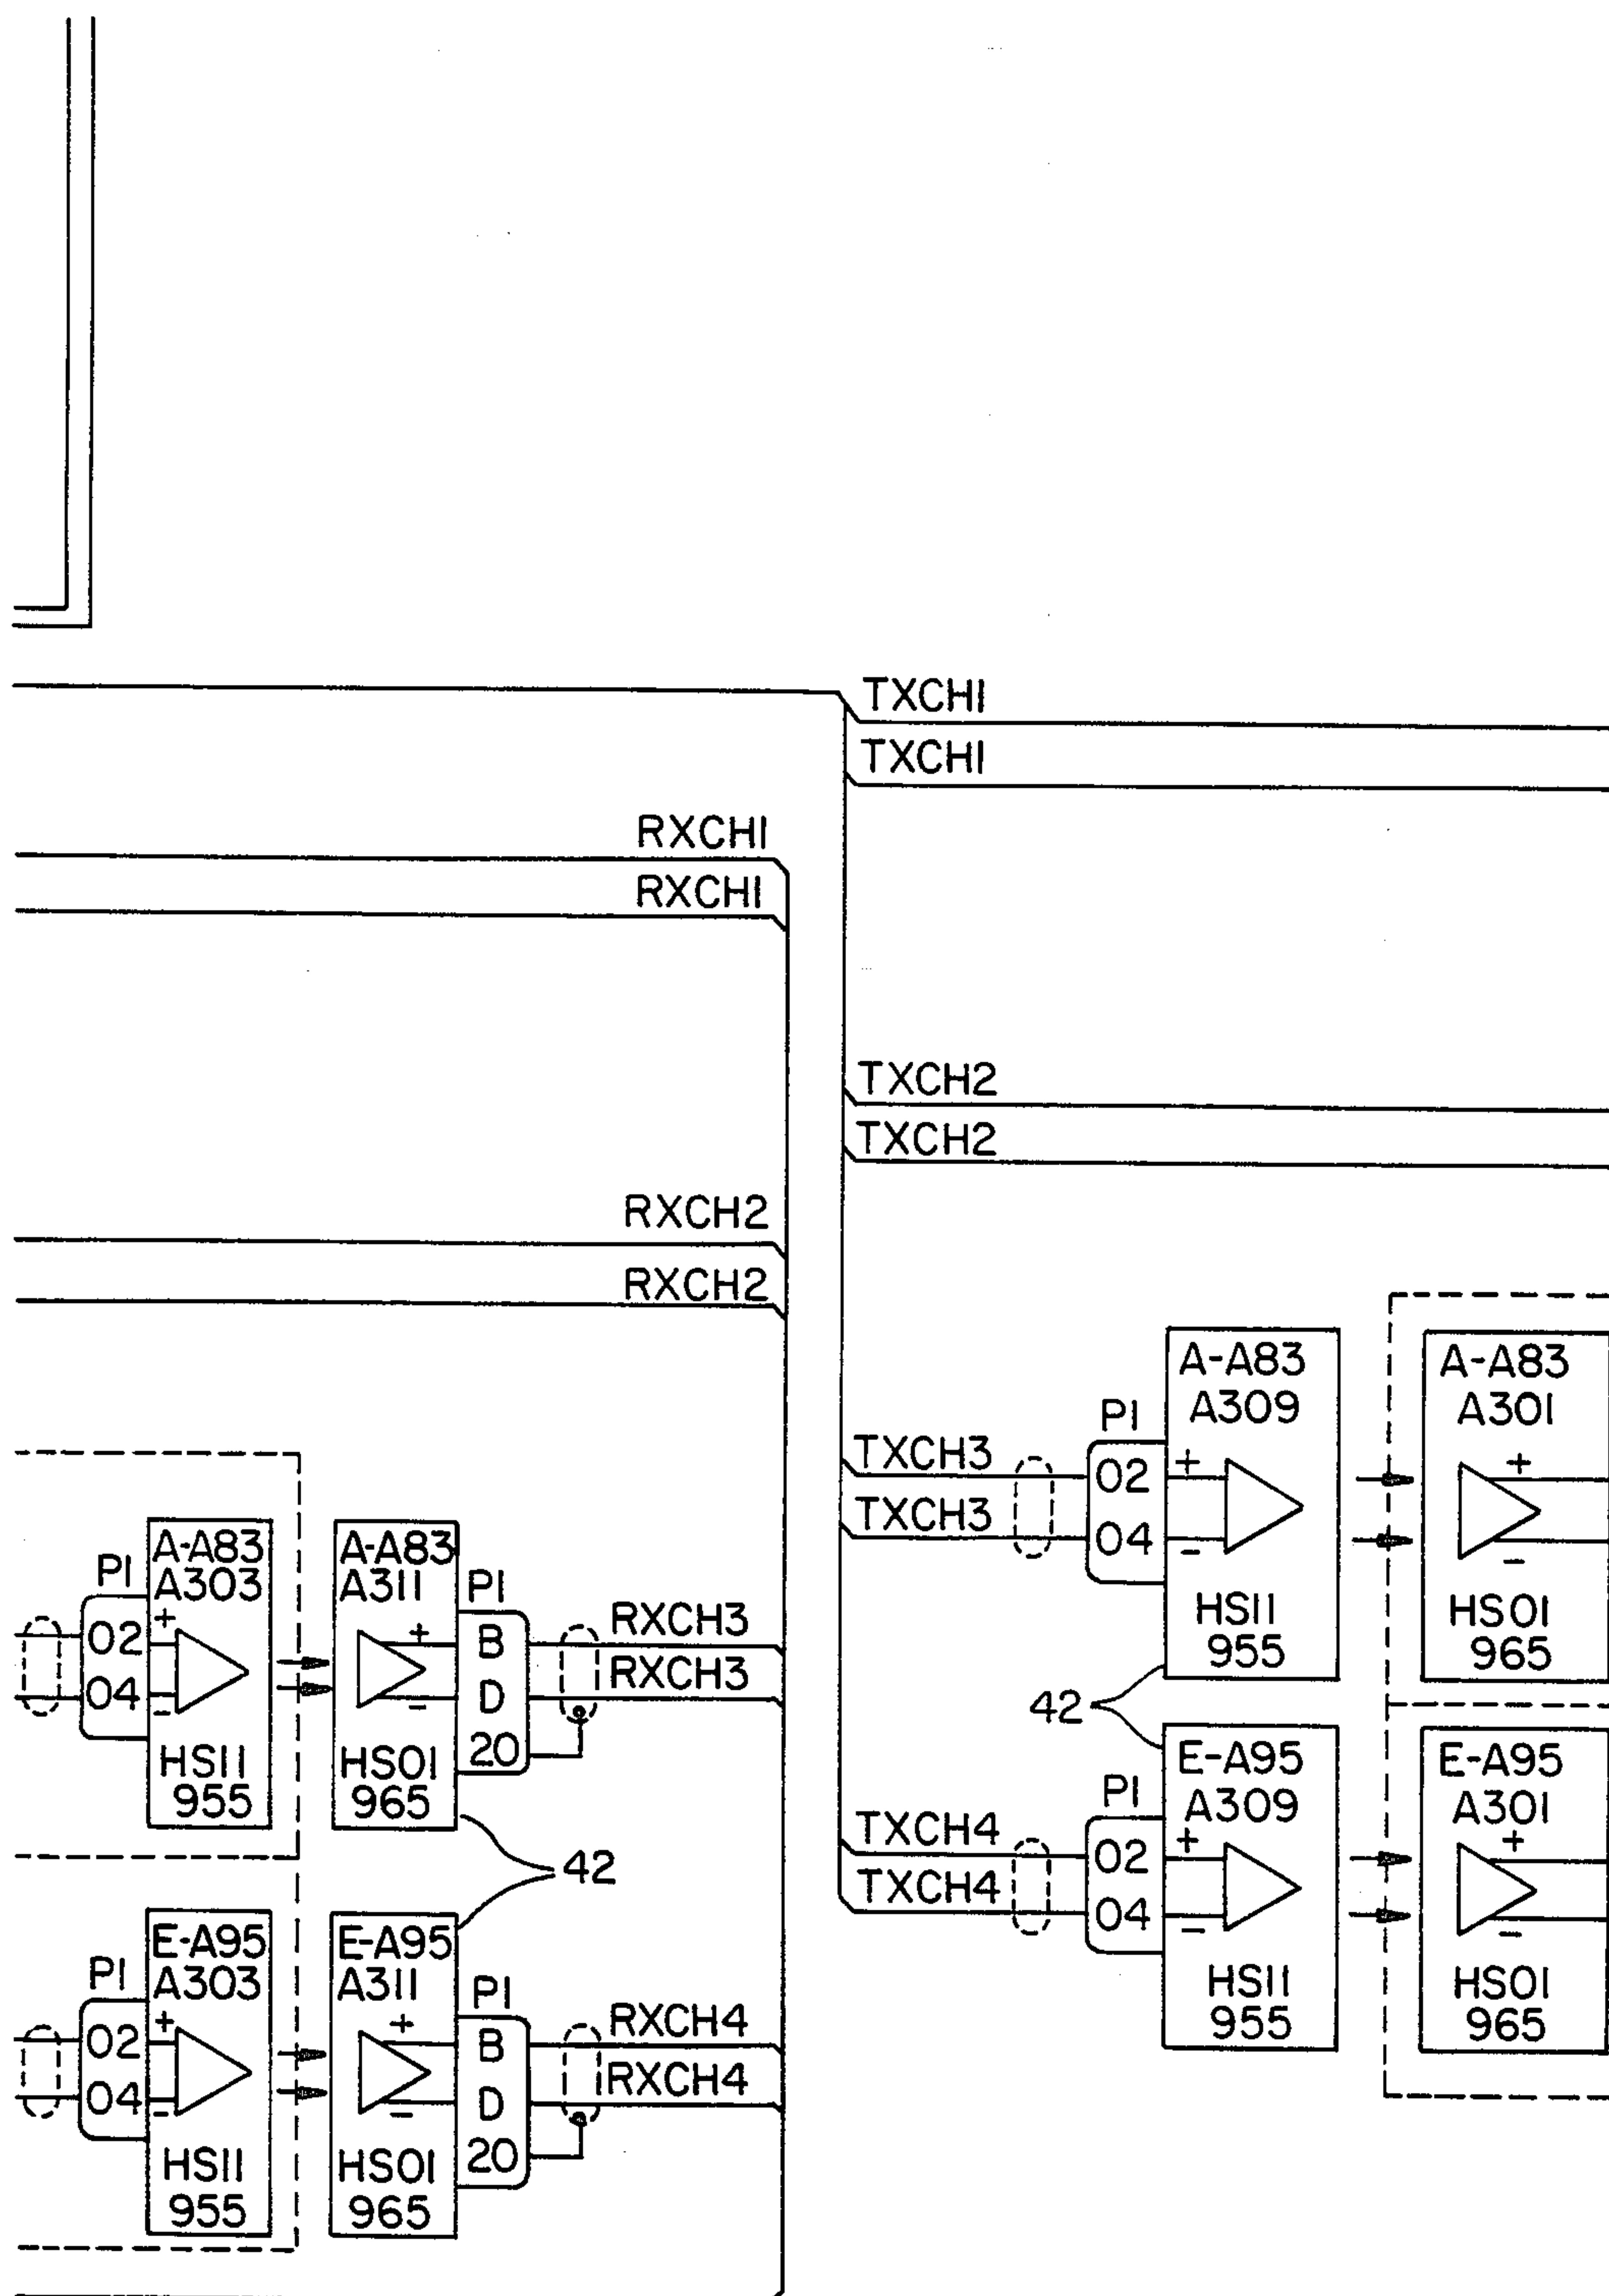 TXCH1
TXCH1
RXCH1
RXCH1
TXCH2
TXCH2
RXCH2
RXCH2
A-A83
A309
P1
TXCH3
TXCH3
02
04
+
-
HS11
955
A-A83
A301
+
-
HS01
965
A-A83
A303
P1
02
04
+
-
HS11
955
A-A83
A311
P1
+
-
B
D
20
HS01
965
RXCH3
RXCH3
42
42
E-A95
A309
P1
TXCH4
TXCH4
02
04
+
-
HS11
955
E-A95
A301
+
-
HS01
965
E-A95
A303
P1
02
04
+
-
HS11
955
E-A95
A311
P1
+
-
B
D
20
HS01
965
RXCH4
RXCH4